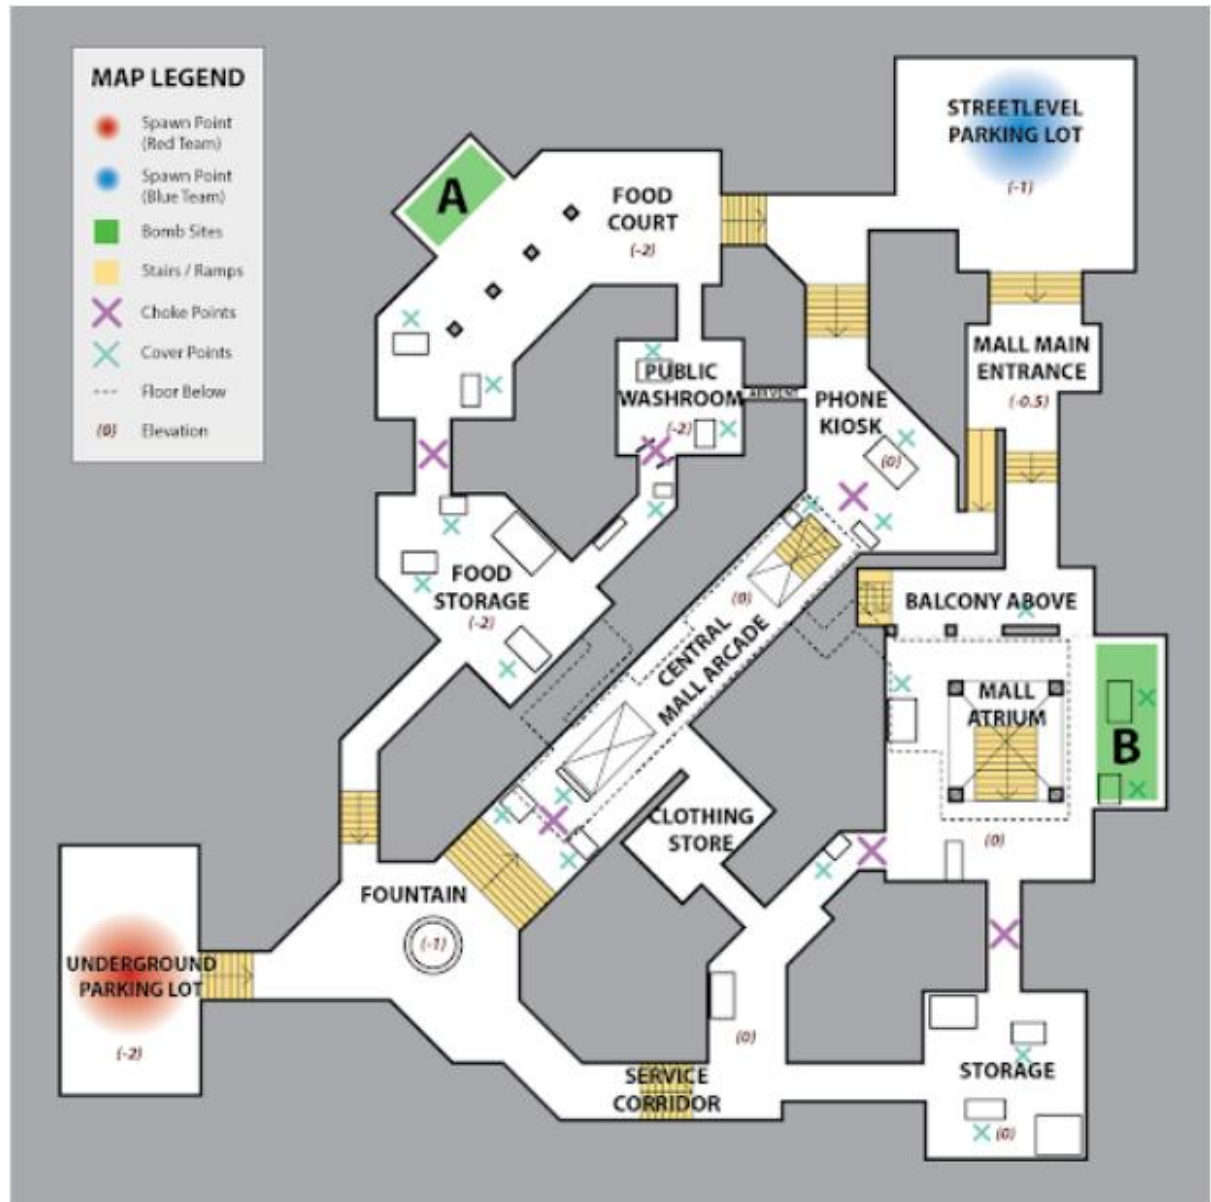 MAP LEGEND
Spawn Point
(Red Team)
Spawn Point
(Blue Team)
Bomb Sites
Stairs / Ramps
Choke Points
Cover Points
Floor Below
(0) Elevation
STREETLEVEL
PARKING LOT
(-1)
A
FOOD
COURT
(-2)
MALL MAIN
ENTRANCE
(-0.5)
PUBLIC
WASHROOM
(-2)
AIR VENT
PHONE
KIOSK
(0)
FOOD
STORAGE
(-2)
(0)
CENTRAL
MALL ARCADE
BALCONY ABOVE
MALL
ATRIUM
B
(0)
CLOTHING
STORE
FOUNTAIN
(-1)
UNDERGROUND
PARKING LOT
(-2)
(0)
SERVICE
CORRIDOR
STORAGE
(0)